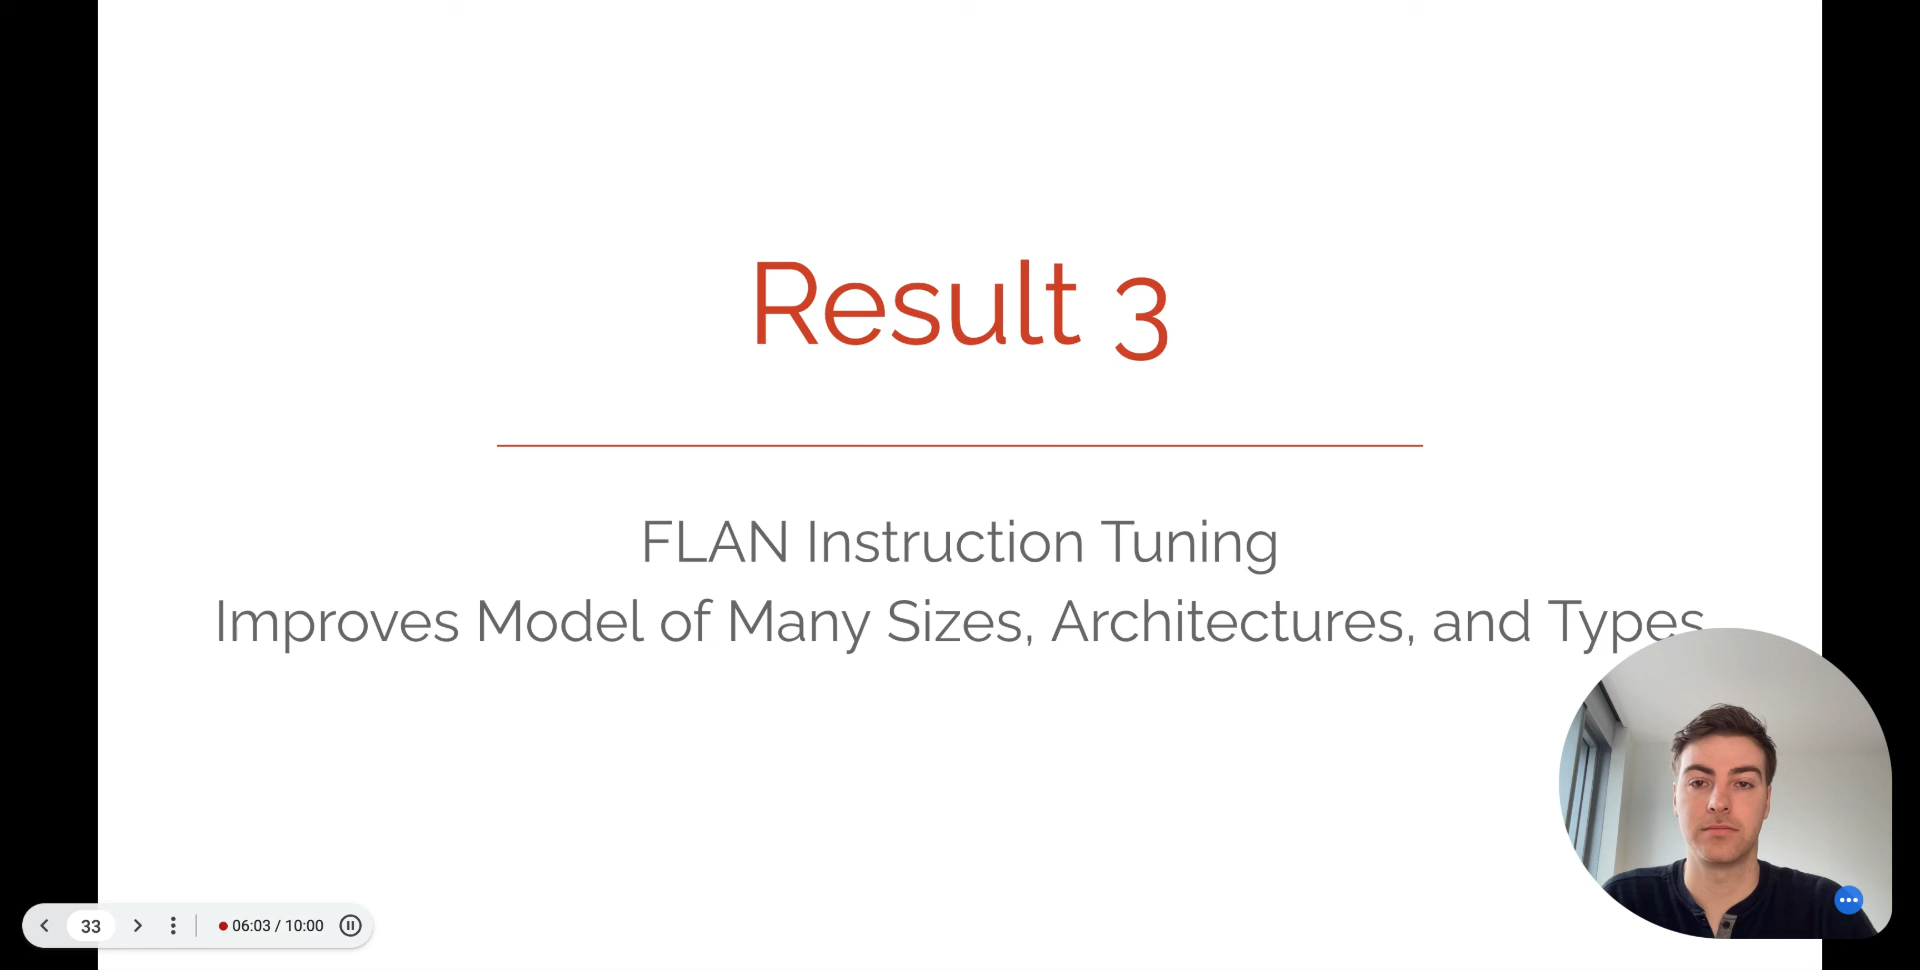 Result 3
FLAN Instruction Tuning
Improves Model of Many Sizes, Architectures, and Types
33
06:03 / 10:00